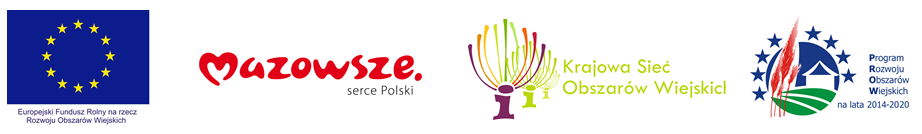 Europejski Fundusz Rolny na rzecz
Rozwoju Obszarów Wiejskich
mazowsze.
serce Polski
Krajowa Sieć
Obszarów Wiejskich
Program
Rozwoju
Obszarów
Wiejskich
na lata 2014-2020